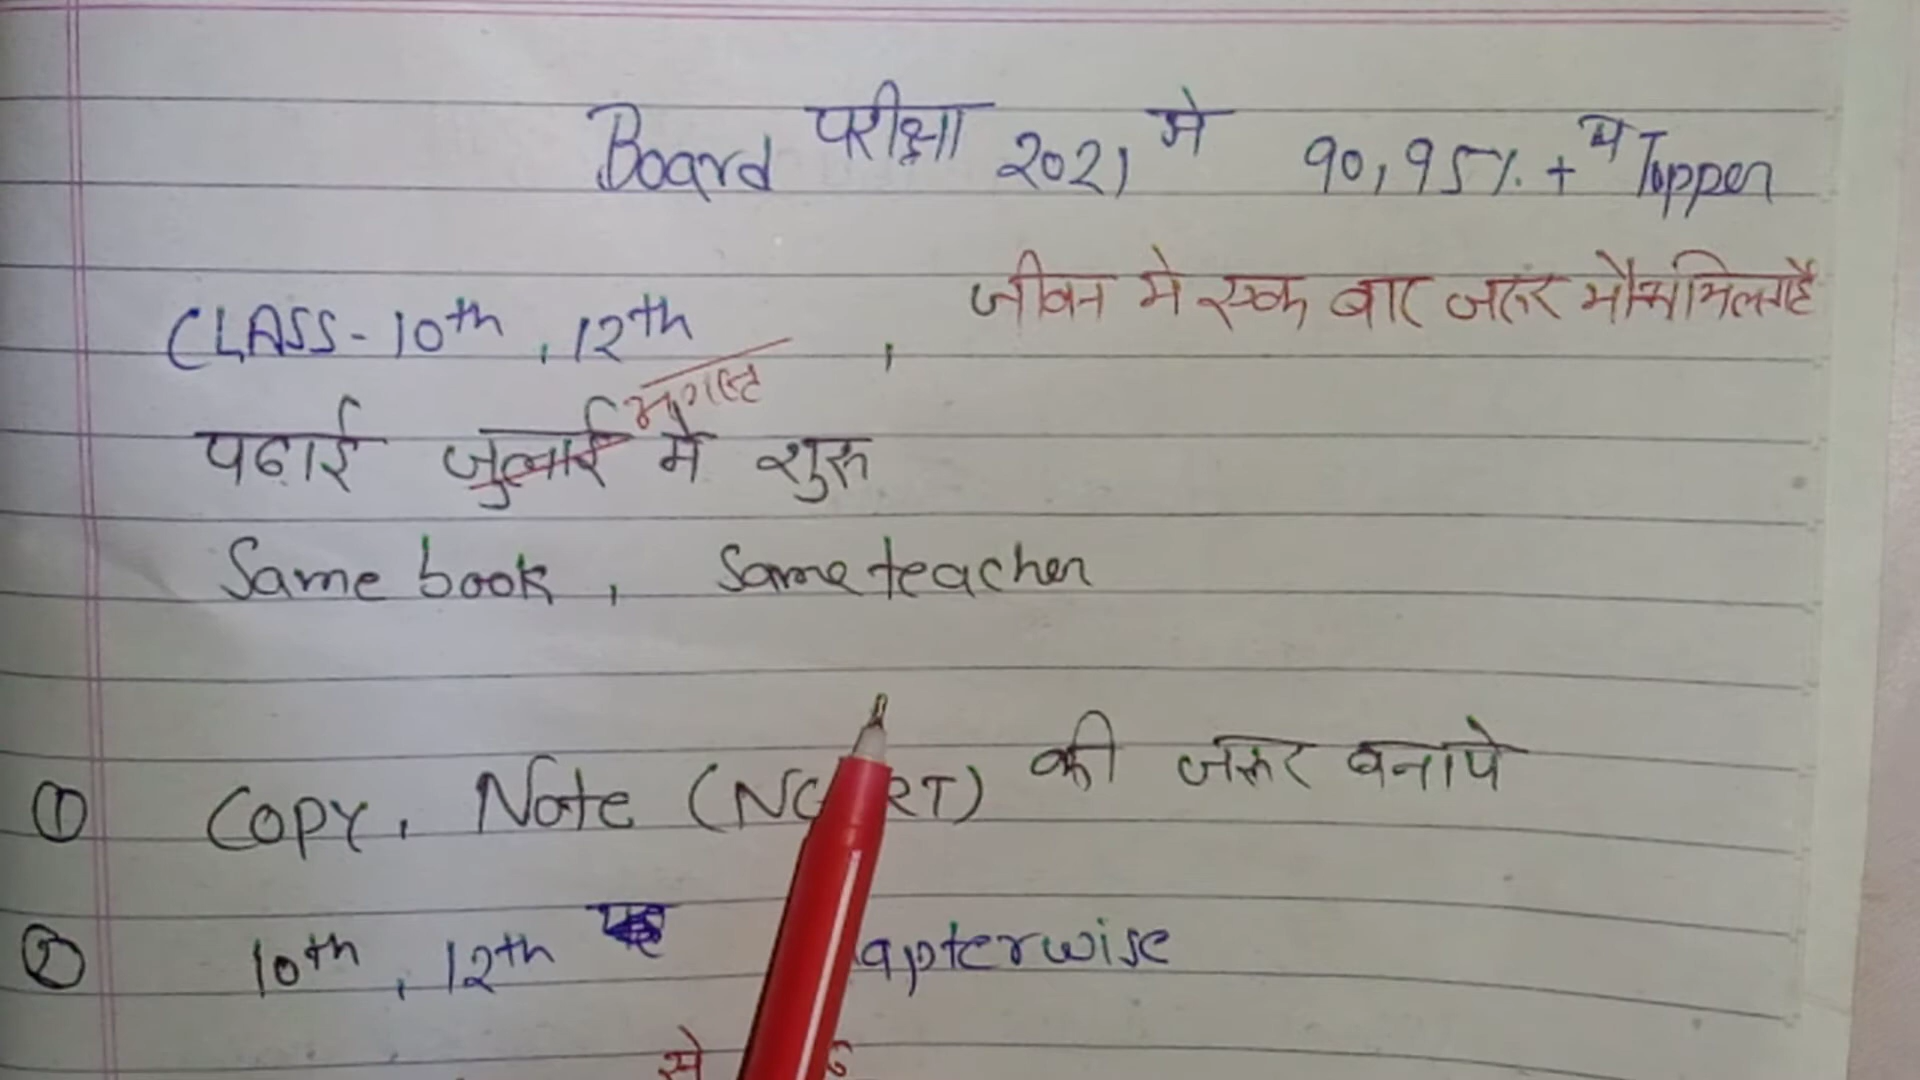 Board परीक्षा 2021 मे 90,95%+ य Topper
CLASS-10th, 12th, जीवन मे एक बार जरुर मौका मिलता है
अगस्त
पढाई जुलाई मे शुरु
Same book, Same teacher
① Copy, Note (NCERT) की जरुर बनाये
② 10th, 12th apterwise
से